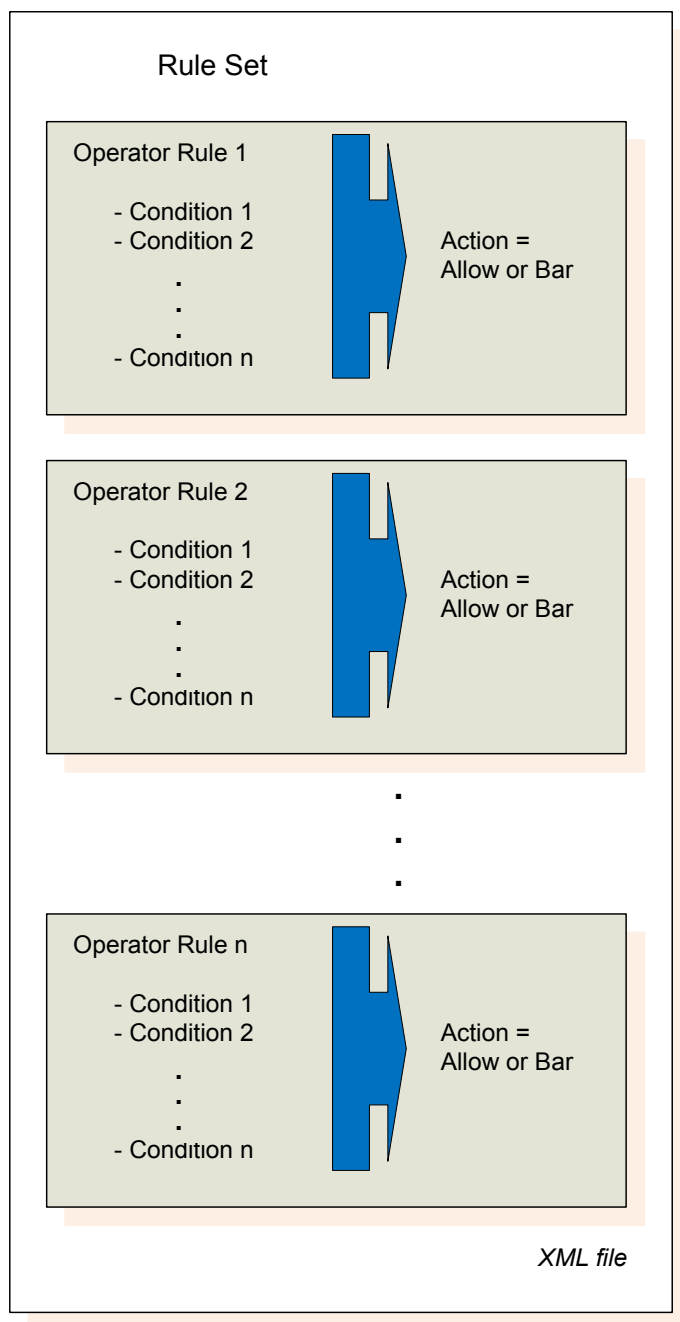 Rule Set
Operator Rule 1
- Condition 1
- Condition 2
.
.
.
- Condition n
Action =
Allow or Bar
Operator Rule 2
- Condition 1
- Condition 2
.
.
.
- Condition n
Action =
Allow or Bar
.
.
.
Operator Rule n
- Condition 1
- Condition 2
.
.
.
- Condition n
Action =
Allow or Bar
XML file